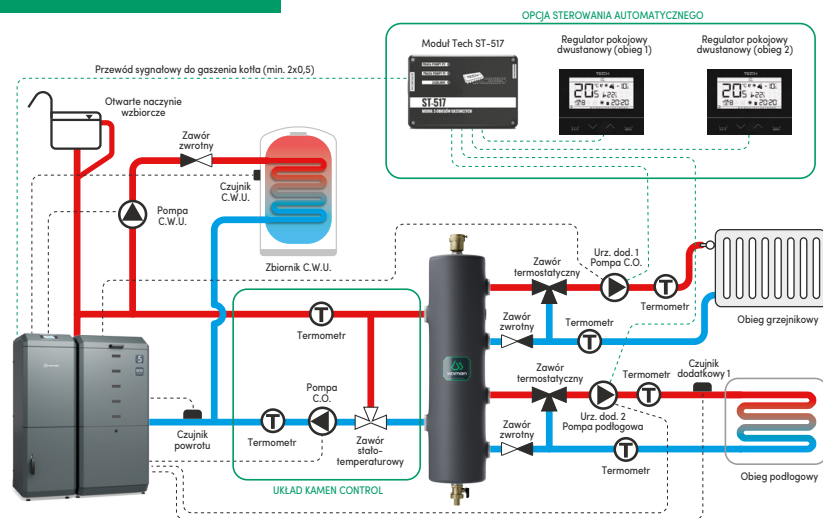 OPCJA STEROWANIA AUTOMATYCZNEGO
Moduł Tech ST-517
Regulator pokojowy
dwustanowy (obieg 1)
Regulator pokojowy
dwustanowy (obieg 2)
Przewód sygnałowy do gaszenia kotła (min. 2x0,5)
ST-517
TECH
TECH
Otwarte naczynie
wzbiorcze
Zawór
zwrotny
Czujnik
C.W.U.
Pompa
C.W.U.
Zbiornik C.W.U.
Zawór
termostatyczny
Urz. dod. 1
Pompa C.O.
T
Termometr
Zawór
zwrotny
Termometr
T
Obieg grzejnikowy
T
Termometr
Pompa
C.O.
Czujnik
powrotu
T
Termometr
Zawór
stało-
temperaturowy
UKŁAD KAMEN CONTROL
kamen
Zawór
termostatyczny
Urz. dod. 2
Pompa podłogowa
Termometr
T
Czujnik
dodatkowy 1
Zawór
zwrotny
T
Termometr
Obieg podłogowy